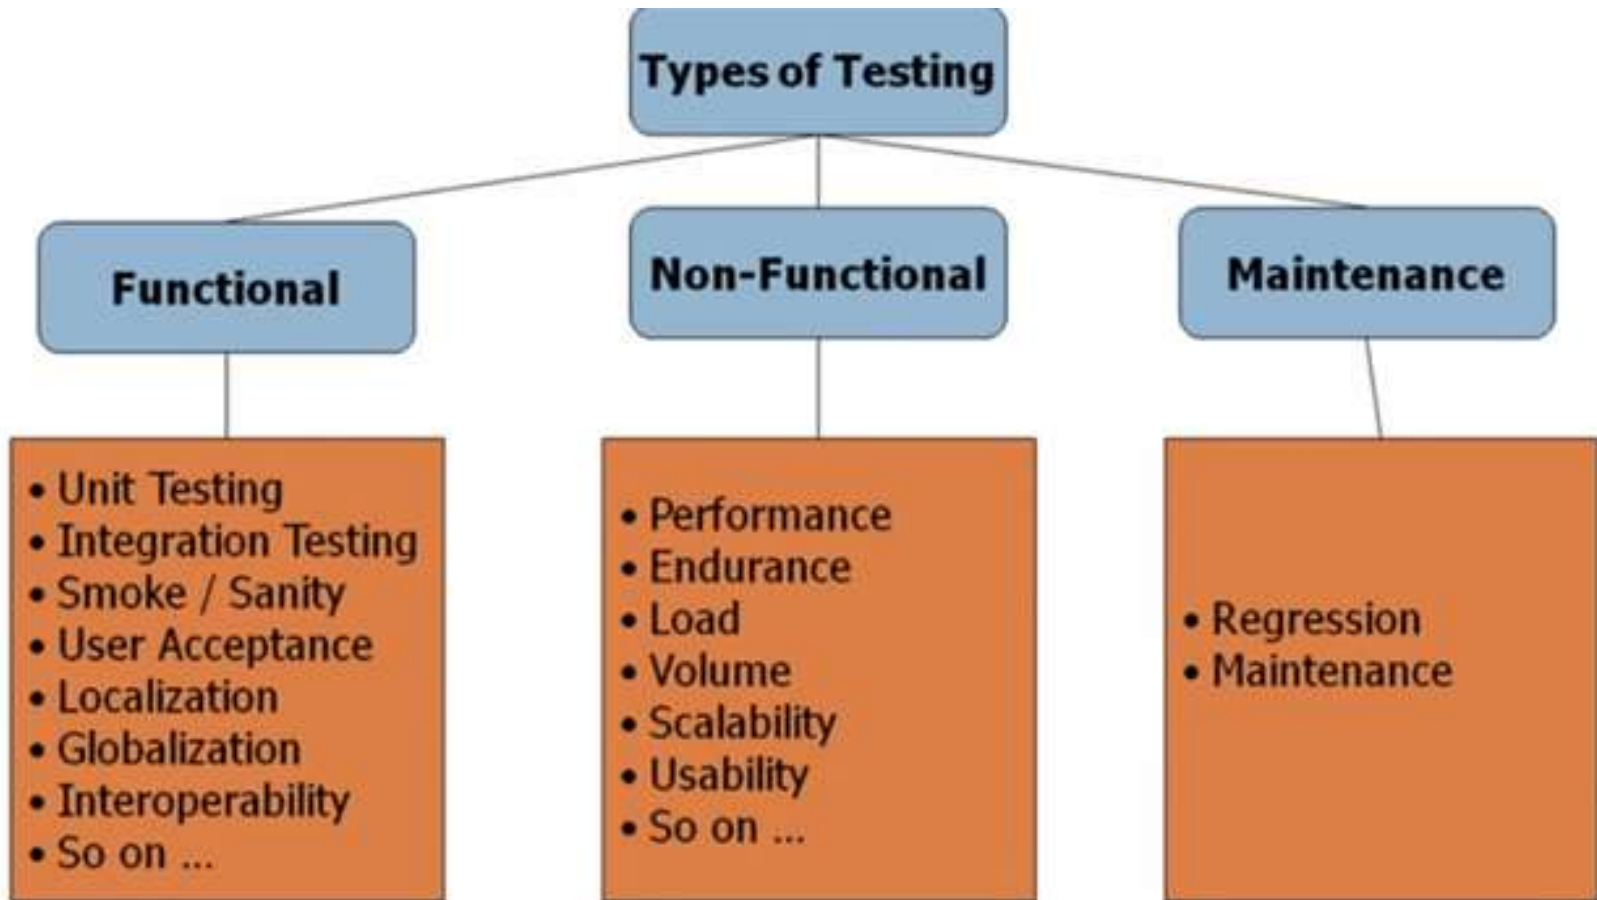 Types of Testing
Functional
Non-Functional
Maintenance
• Unit Testing
• Integration Testing
• Smoke / Sanity
• User Acceptance
• Localization
• Globalization
• Interoperability
• So on ...
• Performance
• Endurance
• Load
• Volume
• Scalability
• Usability
• So on ...
• Regression
• Maintenance